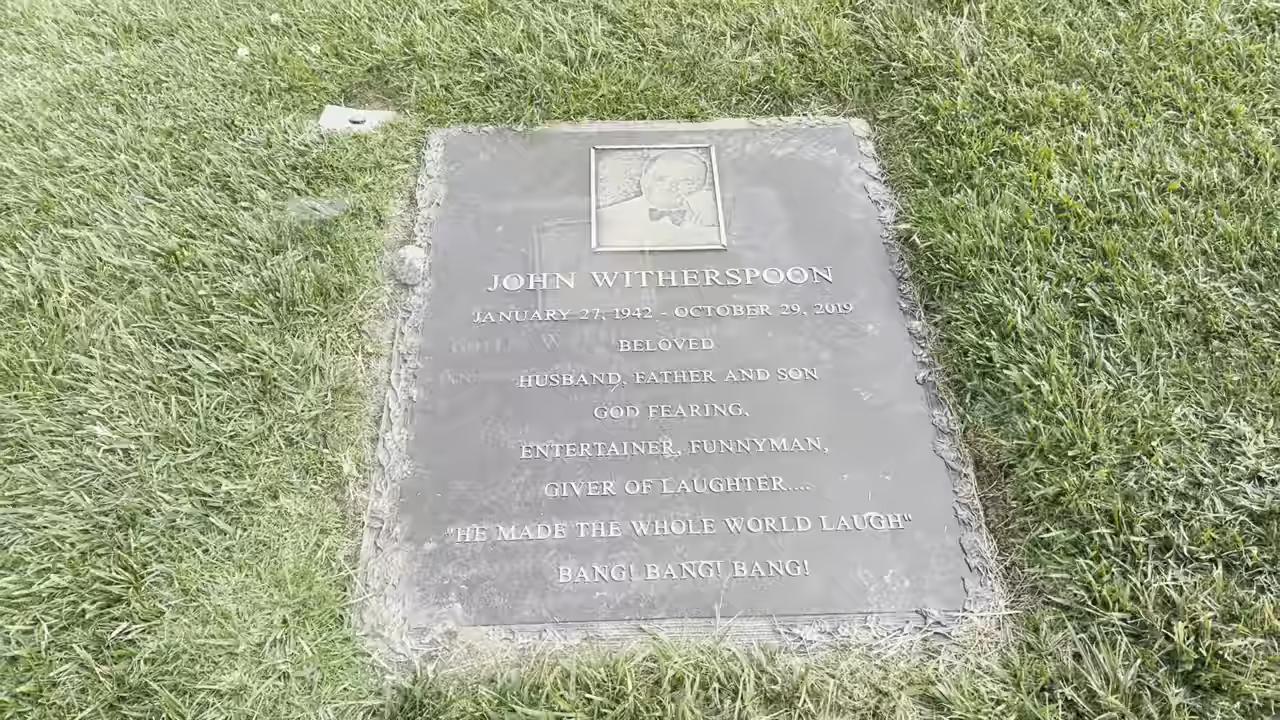 JOHN WITHERSPOON
JANUARY 27, 1942 - OCTOBER 29, 2019
BELOVED
HUSBAND, FATHER AND SON
GOD FEARING,
ENTERTAINER, FUNNYMAN,
GIVER OF LAUGHTER....
"HE MADE THE WHOLE WORLD LAUGH"
BANG! BANG! BANG!